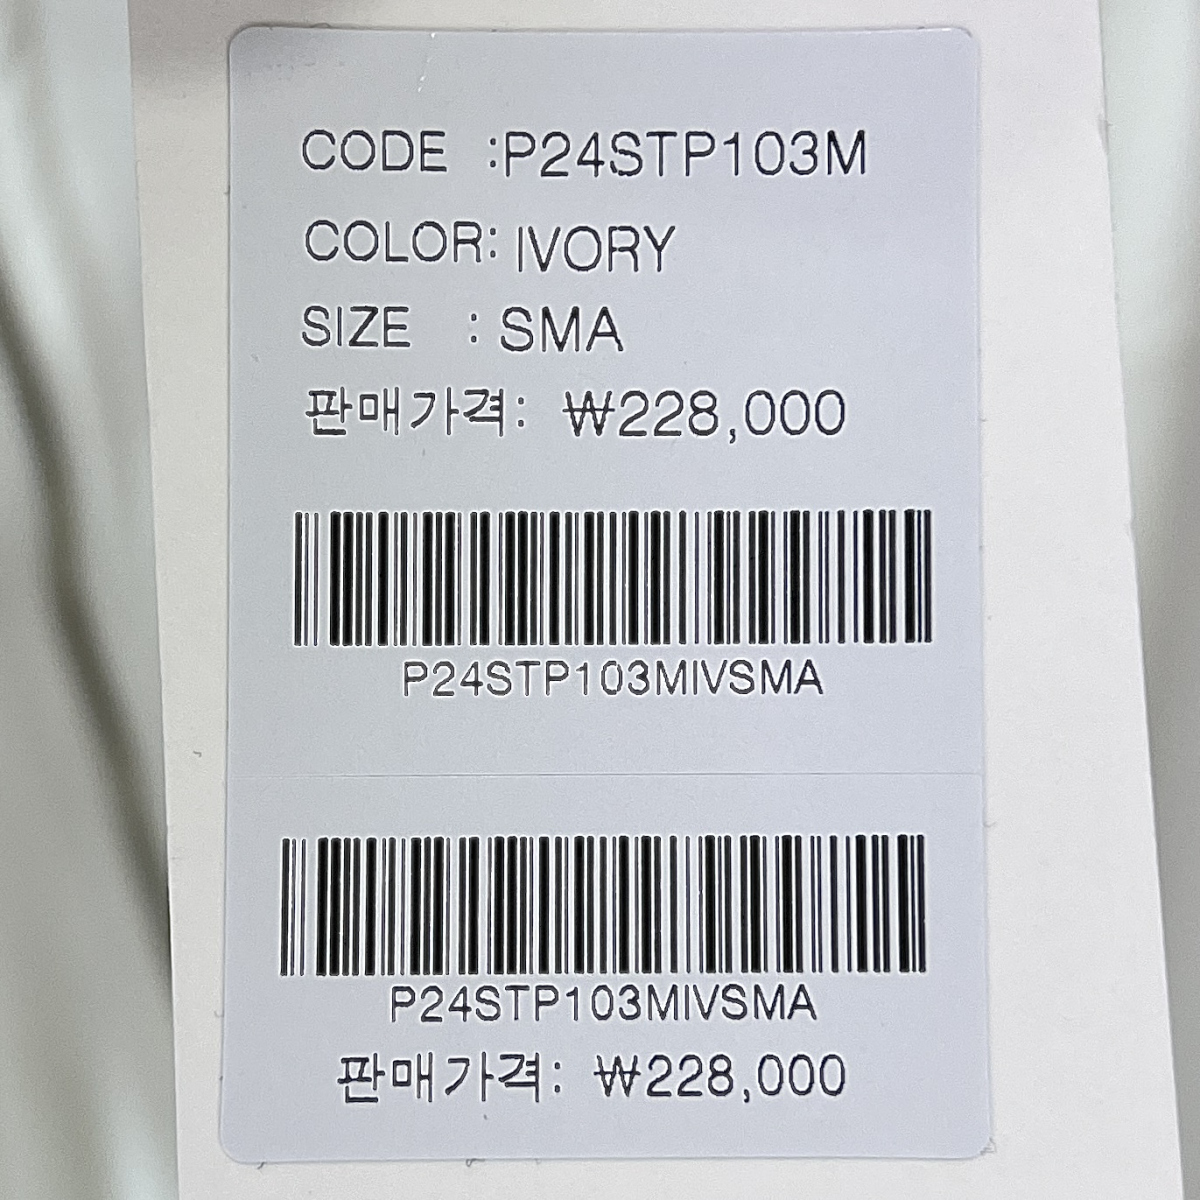 CODE :P24STP103M
COLOR: IVORY
SIZE : SMA
판매가격: ₩228,000
P24STP103MIVSMA
P24STP103MIVSMA
판매가격: ₩228,000